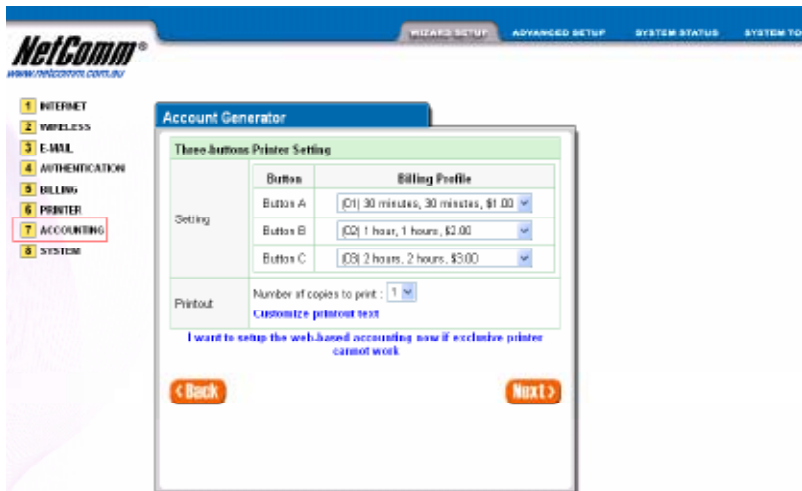 WIZARD SETUP ADVANCED SETUP SYSTEM STATUS SYSTEM TO
NetComm®
www.netcomm.com.au
1 INTERNET
2 WIRELESS
3 E-MAIL
4 AUTHENTICATION
5 BILLING
6 PRINTER
7 ACCOUNTING
8 SYSTEM
Account Generator
Three-buttons Printer Setting
Setting
Button Billing Profile
Button A (01) 30 minutes, 30 minutes, $1.00
Button B (02) 1 hour, 1 hours, $2.00
Button C (03) 2 hours, 2 hours, $3.00
Printout
Number of copies to print : 1
Customize printout text
I want to setup the web-based accounting now if exclusive printer
cannot work
< Back
Next >